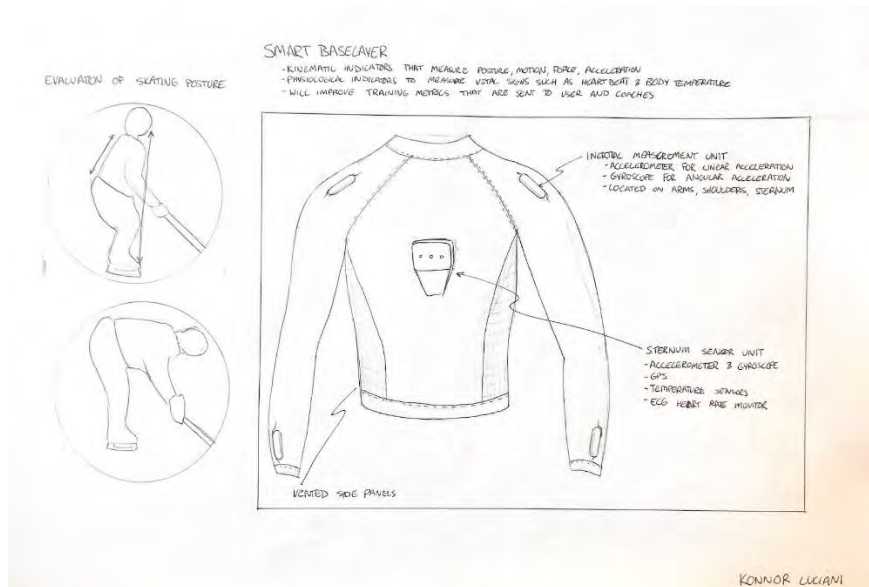 SMART BASELAYER
- KINEMATIC INDICATORS THAT MEASURE POSTURE, MOTION, FORCE, ACCELERATION
- PHYSIOLOGICAL INDICATORS TO MEASURE VITAL SIGNS SUCH AS HEARTBEAT & BODY TEMPERATURE
- WILL IMPROVE TRAINING METRICS THAT ARE SENT TO USER AND COACHES
EVALUATION OF SKATING POSTURE
INERTIAL MEASUREMENT UNIT
- ACCELEROMETER FOR LINEAR ACCELERATION
- GYROSCOPE FOR ANGULAR ACCELERATION
- LOCATED ON ARMS, SHOULDERS, STERNUM
STERNUM SENSOR UNIT
- ACCELEROMETER & GYROSCOPE
- GPS
- TEMPERATURE SENSORS
- ECG HEART RATE MONITOR
VENTED SIDE PANELS
KONNOR LUCIANI